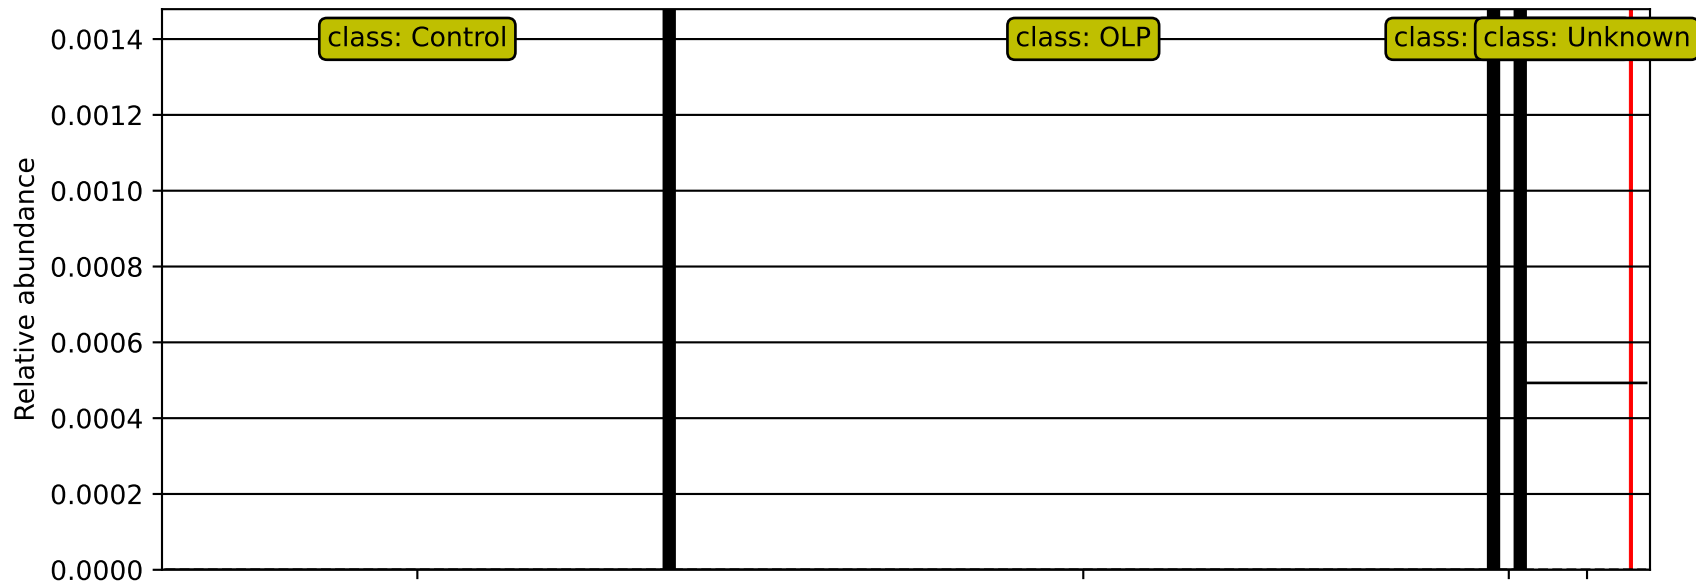 class: Control
class: OLP
class:
class: Unknown
Relative abundance
0.0014
0.0012
0.0010
0.0008
0.0006
0.0004
0.0002
0.0000